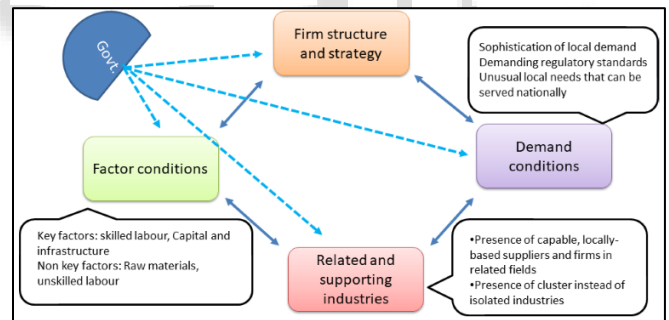 Govt.
Firm structure
and strategy
Sophistication of local demand
Demanding regulatory standards
Unusual local needs that can be
served nationally
Factor conditions
Demand
conditions
Key factors: skilled labour, Capital and
infrastructure
Non key factors: Raw materials,
unskilled labour
Related and
supporting
industries
•Presence of capable, locally-
based suppliers and firms in
related fields
•Presence of cluster instead of
isolated industries